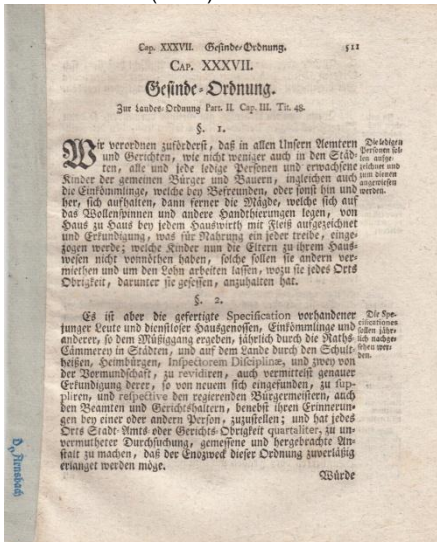 Cap. XXXVII. Gesinde-Ordnung. 511
CAP. XXXVII.
Gesinde-Ordnung.
Zur Landes-Ordnung Part. II. Cap. III. Tit. 48.
§. 1.
Wir verordnen zuförderst, daß in allen Unsern Aemtern
und Gerichten, wie nicht weniger auch in den Städ-
ten, alle und jede ledige Personen und erwachsene
Kinder der gemeinen Bürger und Bauern, ingleichen auch
die Einkömmlinge, welche bey Befreunden, oder sonst hin und
her, sich aufhalten, dann ferner die Mägde, welche sich auf
das Wollenspinnen und andere Handthierungen legen, von
Haus zu Haus bey jedem Hauswirth mit Fleiß aufgezeichnet
und Erkundigung, was für Nahrung ein jeder treibe, einge-
zogen werde; welche Kinder nun die Eltern zu ihrem Haus-
wesen nicht vonnöthen haben, solche sollen sie andern ver-
miethen und um den Lohn arbeiten lassen, wozu sie jedes Orts
Obrigkeit, darunter sie gesessen, anzuhalten hat.
Die ledigen
Personen sol-
len aufge-
zeichnet und
zum dienen
angewiesen
werden.
§. 2.
Es ist aber die gefertigte Specification vorhandener
junger Leute und dienstloser Hausgenossen, Einkömmlinge und
anderer, so dem Müßiggang ergeben, jährlich durch die Raths-
Cämmerey in Städten, und auf dem Lande durch den Schult-
heißen, Heimbürgen, Inspectorem Disciplinæ, und zwey von
der Vormundschaft, zu revidiren, auch vermittelst genauer
Erkundigung derer, so von neuem sich eingefunden, zu sup-
pliren, und respective den regierenden Bürgermeistern, auch
den Beamten und Gerichtshaltern, benebst ihren Erinnerun-
gen bey einer oder andern Person, zuzustellen; und hat jedes
Orts Stadt-Amts- oder Gerichts-Obrigkeit quartaliter, zu un-
vermutheter Durchsuchung, gemessene und hergebrachte An-
stalt zu machen, daß der Endzweck dieser Ordnung zuverläßig
erlanget werden möge.
Die Spe-
cificationes
sollen jähr-
lich nachge-
sehen wer-
den.
Würde
Arnsbach